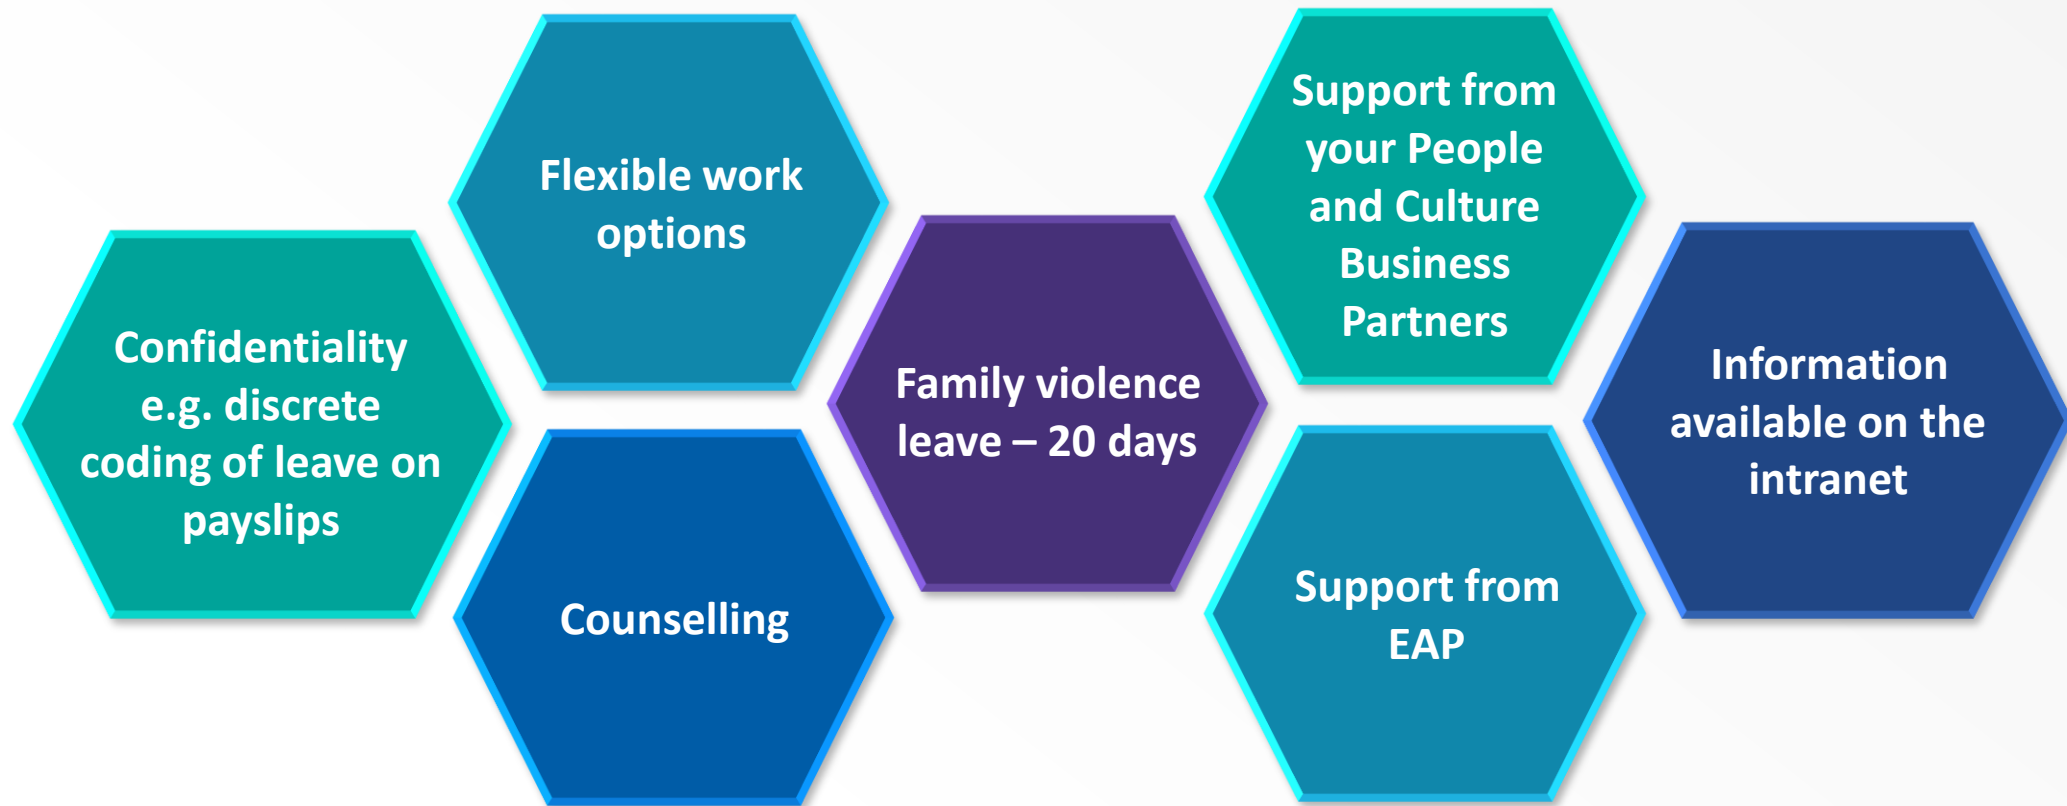 Confidentiality
e.g. discrete
coding of leave on
payslips
Flexible work
options
Counselling
Family violence
leave – 20 days
Support from
your People
and Culture
Business
Partners
Support from
EAP
Information
available on the
intranet